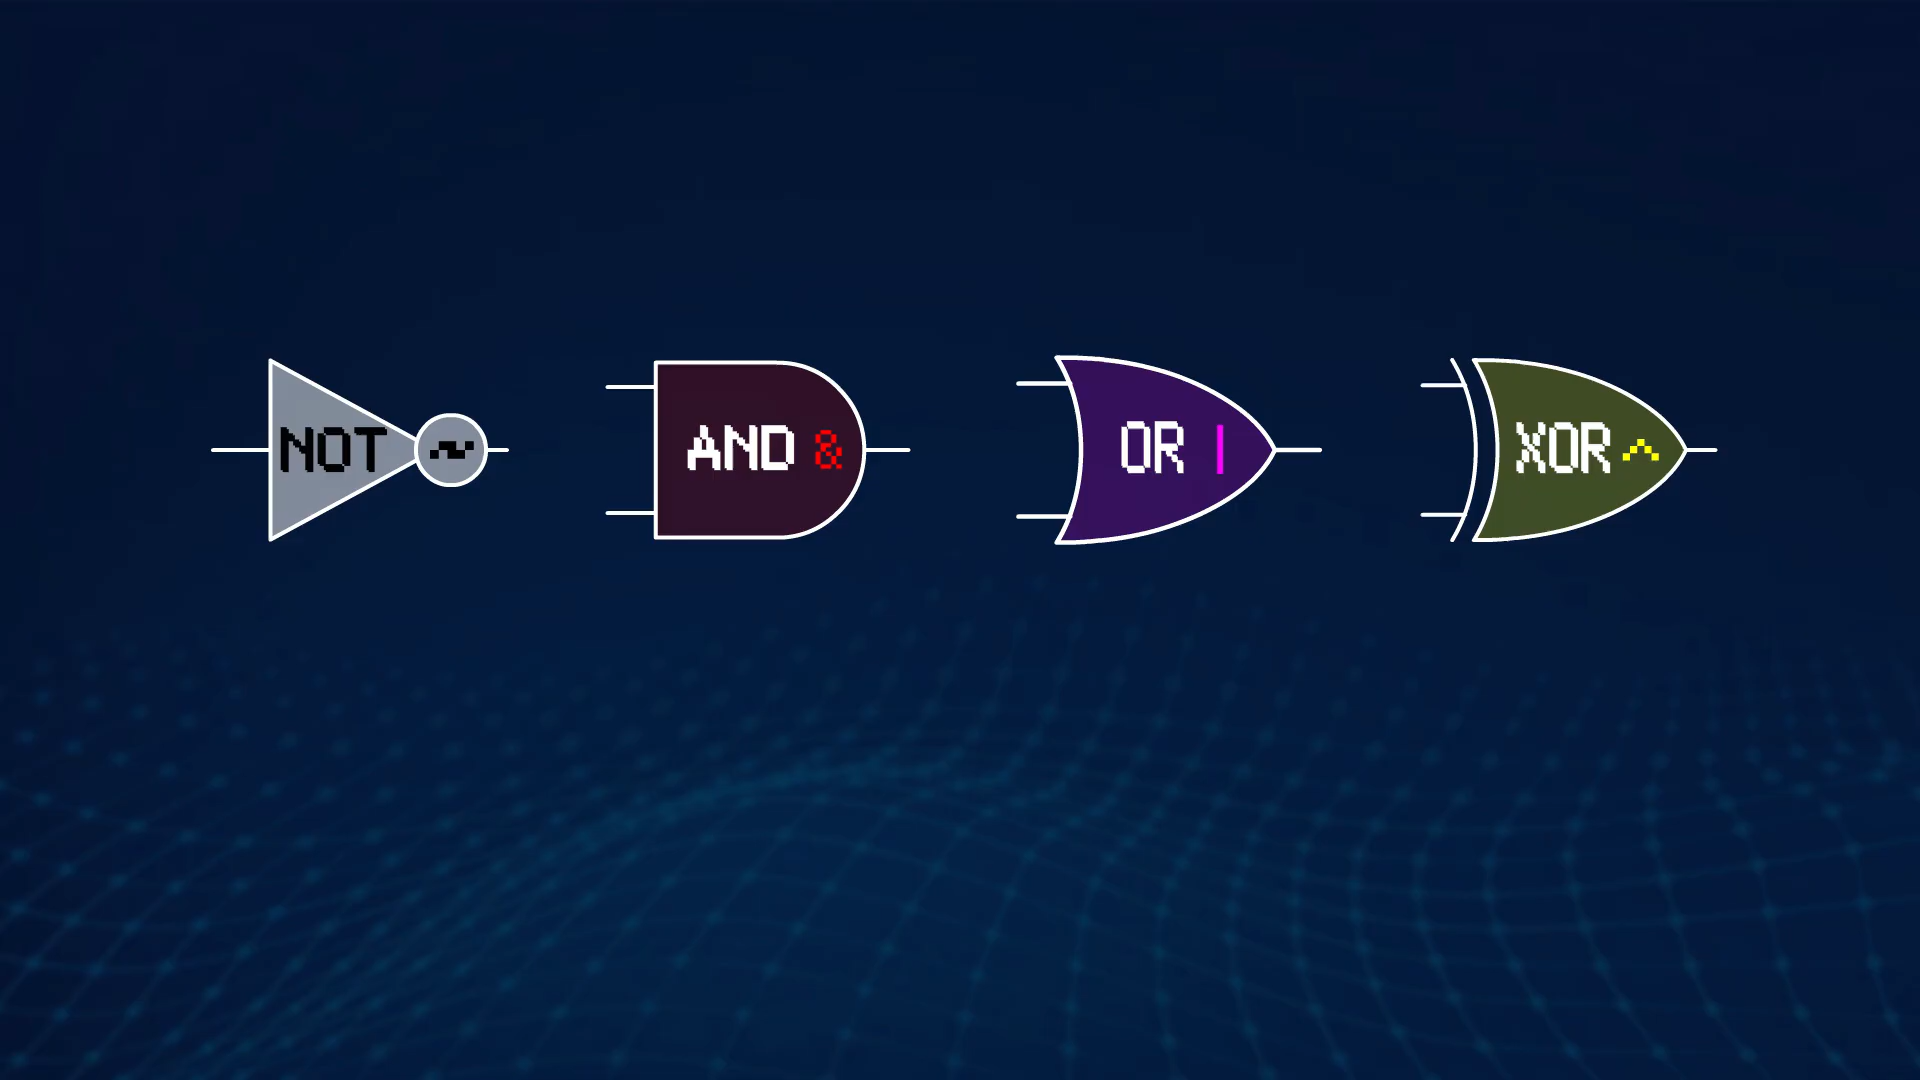 NOT ~
AND &
OR |
XOR ^